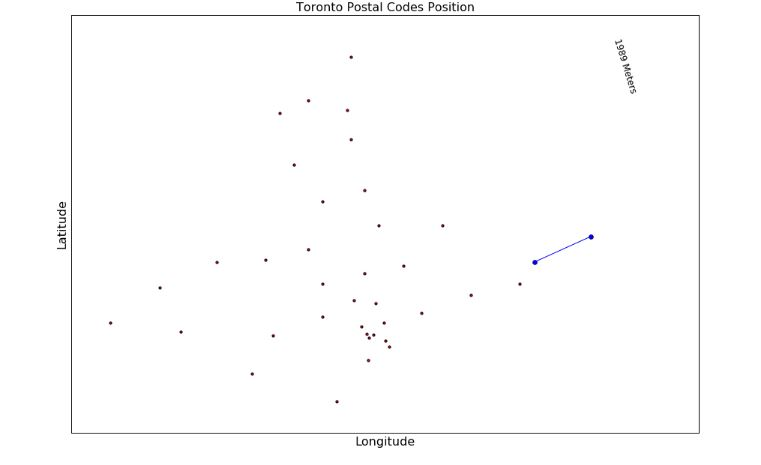 Toronto Postal Codes Position
1989 Meters
Latitude
Longitude